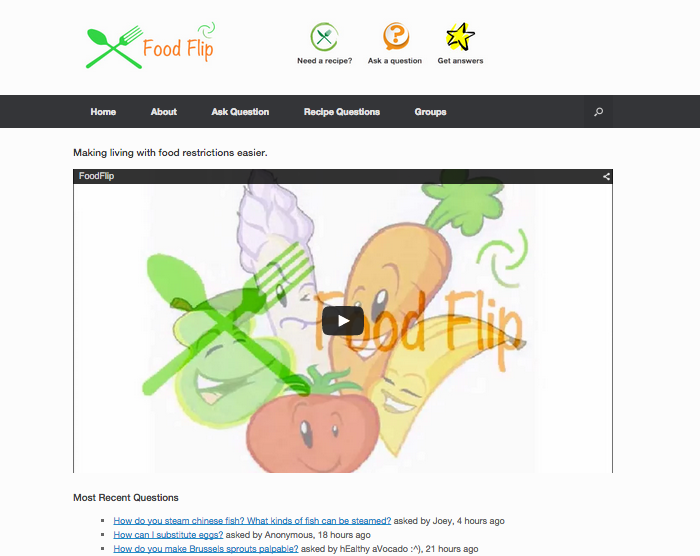 Food Flip
Need a recipe? Ask a question Get answers
Home About Ask Question Recipe Questions Groups
Making living with food restrictions easier.
FoodFlip
Food Flip
Most Recent Questions
How do you steam chinese fish? What kinds of fish can be steamed? asked by Joey, 4 hours ago
How can I substitute eggs? asked by Anonymous, 18 hours ago
How do you make Brussels sprouts palpable? asked by hEalthy aVocado :^), 21 hours ago